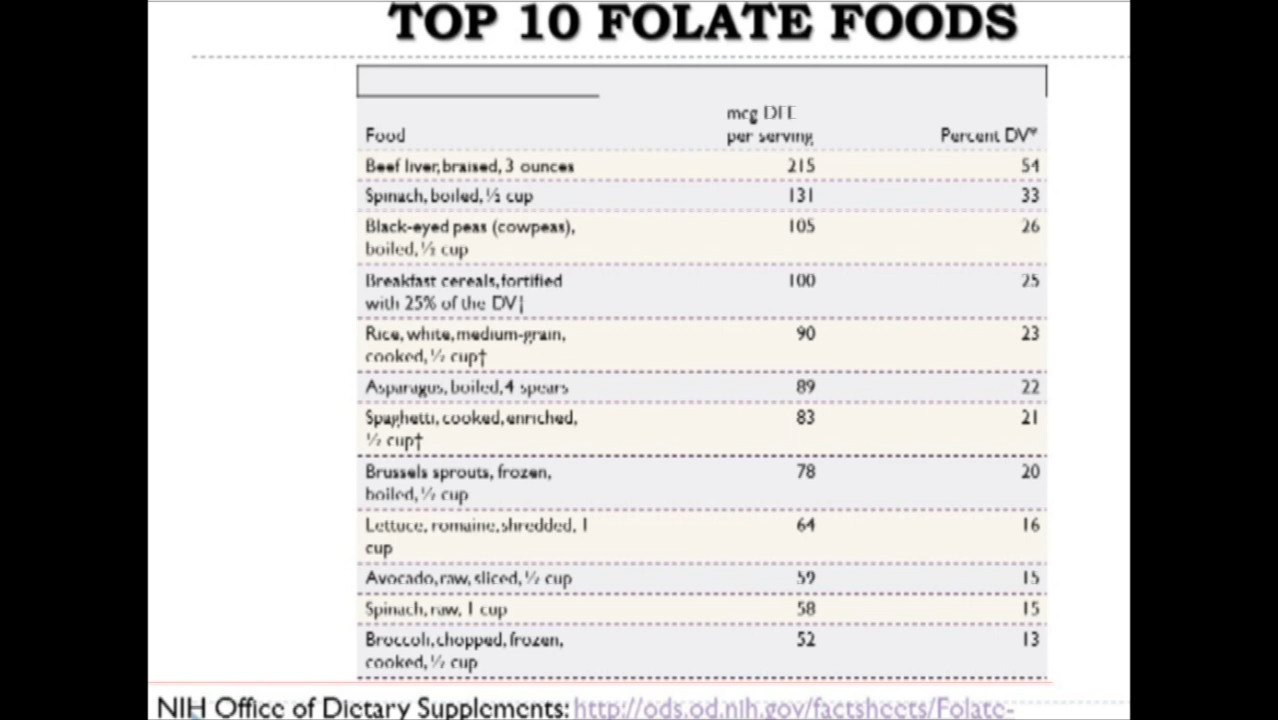 TOP 10 FOLATE FOODS
mcg DFE
Food per serving Percent DV*
Beef liver, braised, 3 ounces 215 54
Spinach, boiled, ½ cup 131 33
Black-eyed peas (cowpeas), 105 26
boiled, ½ cup
Breakfast cereals, fortified 100 25
with 25% of the DV†
Rice, white, medium-grain, 90 23
cooked, ½ cup†
Asparagus, boiled, 4 spears 89 22
Spaghetti, cooked, enriched, 83 21
½ cup†
Brussels sprouts, frozen, 78 20
boiled, ½ cup
Lettuce, romaine, shredded, 1 64 16
cup
Avocado, raw, sliced, ½ cup 59 15
Spinach, raw, 1 cup 58 15
Broccoli, chopped, frozen, 52 13
cooked, ½ cup
NIH Office of Dietary Supplements: http://ods.od.nih.gov/factsheets/Folate-